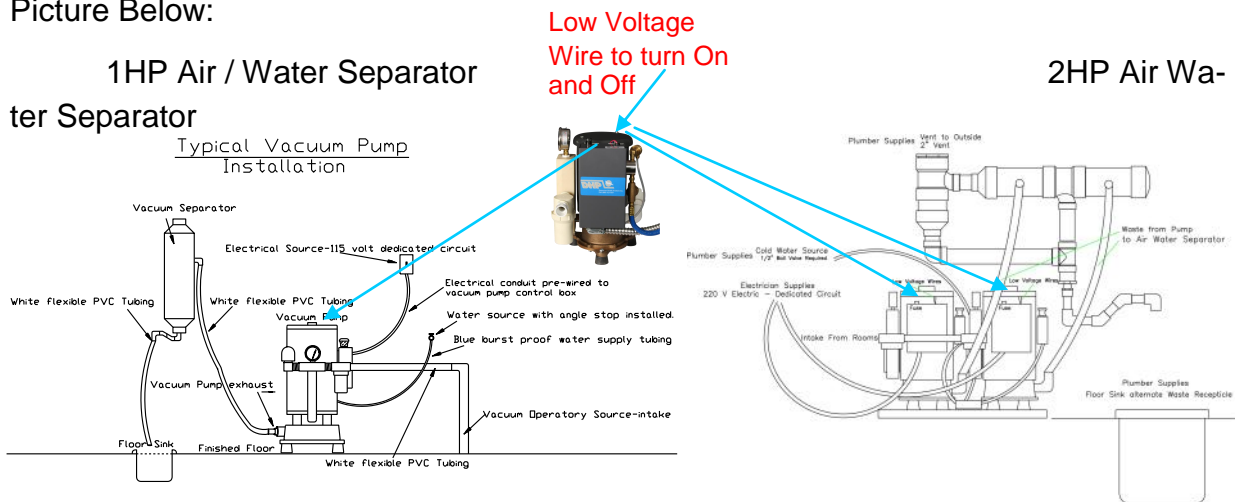 Picture Below:
Low Voltage
Wire to turn On
and Off
1HP Air / Water Separator
2HP Air Wa-
ter Separator
Typical Vacuum Pump
Installation
Vacuum Separator
Electrical Source-115 volt dedicated circuit
Electrical conduit pre-wired to
vacuum pump control box
White flexible PVC Tubing
White flexible PVC Tubing
Vacuum Pump
Water source with angle stop installed.
Blue burst proof water supply tubing
Vacuum Pump exhaust
Vacuum Operatory Source-intake
Floor Sink
Finished Floor
White flexible PVC Tubing
DHP
Plumber Supplies
Vent to Outside
2" Vent
Waste from Pump
to Air Water Separator
Plumber Supplies
Cold Water Source
1/2" Ball Valve Required
Electrician Supplies
220 V Electric - Dedicated Circuit
Low Voltage Wires
Low Voltage Wires
Fuse
Fuse
Intake From Rooms
Plumber Supplies
Floor Sink alternate Waste Recepticle